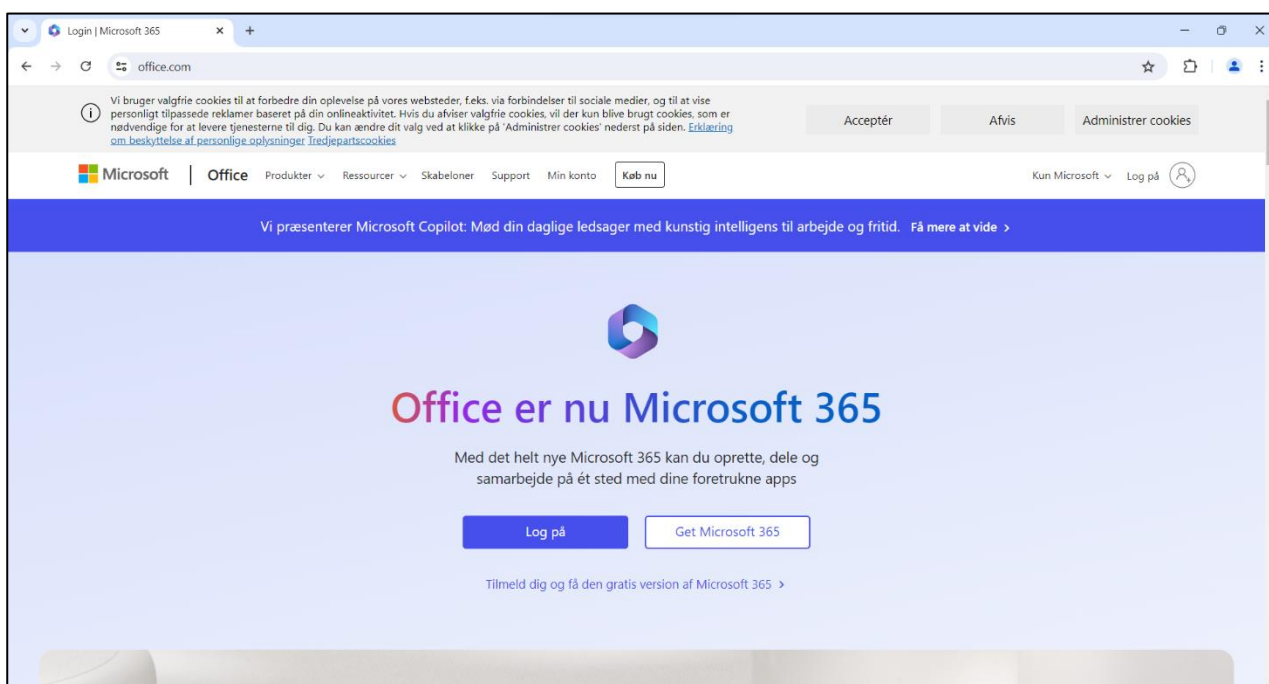 Login | Microsoft 365
office.com
Vi bruger valgfrie cookies til at forbedre din oplevelse på vores websteder, f.eks. via forbindelser til sociale medier, og til at vise
personligt tilpassede reklamer baseret på din onlineaktivitet. Hvis du afviser valgfrie cookies, vil der kun blive brugt cookies, som er
nødvendige for at levere tjenesterne til dig. Du kan ændre dit valg ved at klikke på 'Administrer cookies' nederst på siden. Erklæring
om beskyttelse af personlige oplysninger Tredjepartscookies
Acceptér Afvis Administrer cookies
Microsoft | Office Produkter Ressourcer Skabeloner Support Min konto Køb nu Kun Microsoft Log på
Vi præsenterer Microsoft Copilot: Mød din daglige ledsager med kunstig intelligens til arbejde og fritid. Få mere at vide >
Office er nu Microsoft 365
Med det helt nye Microsoft 365 kan du oprette, dele og
samarbejde på ét sted med dine foretrukne apps
Log på Get Microsoft 365
Tilmeld dig og få den gratis version af Microsoft 365 >